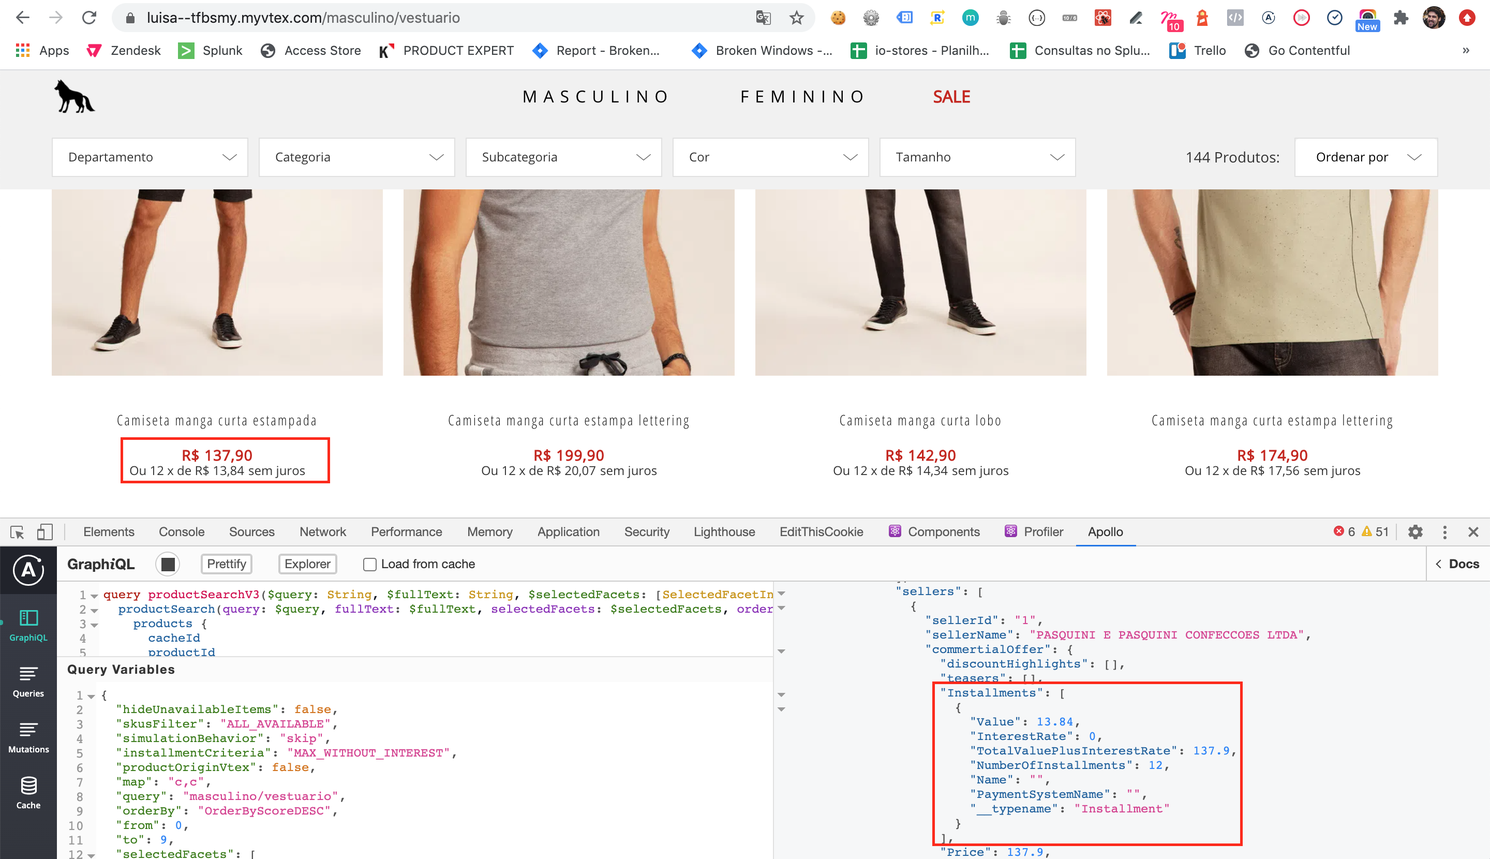 luisa--tfbsmy.myvtex.com/masculino/vestuario
10
New
Apps Zendesk Splunk Access Store PRODUCT EXPERT Report - Broken... Broken Windows -... io-stores - Planilh... Consultas no Splu... Trello Go Contentful »
MASCULINO FEMININO SALE
Departamento Categoria Subcategoria Cor Tamanho 144 Produtos: Ordenar por
Camiseta manga curta estampada
R$ 137,90
Ou 12 x de R$ 13,84 sem juros
Camiseta manga curta estampa lettering
R$ 199,90
Ou 12 x de R$ 20,07 sem juros
Camiseta manga curta lobo
R$ 142,90
Ou 12 x de R$ 14,34 sem juros
Camiseta manga curta estampa lettering
R$ 174,90
Ou 12 x de R$ 17,56 sem juros
Elements Console Sources Network Performance Memory Application Security Lighthouse EditThisCookie Components Profiler Apollo 6 51
GraphiQL Prettify Explorer Load from cache < Docs
GraphiQL
Queries
Mutations
Cache
1 query productSearchV3($query: String, $fullText: String, $selectedFacets: [SelectedFacetIn
2 productSearch(query: $query, fullText: $fullText, selectedFacets: $selectedFacets, order
3 products {
4 cacheId
5 productId
Query Variables
1 {
2 "hideUnavailableItems": false,
3 "skusFilter": "ALL_AVAILABLE",
4 "simulationBehavior": "skip",
5 "installmentCriteria": "MAX_WITHOUT_INTEREST",
6 "productOriginVtex": false,
7 "map": "c,c",
8 "query": "masculino/vestuario",
9 "orderBy": "OrderByScoreDESC",
10 "from": 0,
11 "to": 9,
12 "selectedFacets": [
"sellers": [
{
"sellerId": "1",
"sellerName": "PASQUINI E PASQUINI CONFECCOES LTDA",
"commertialOffer": {
"discountHighlights": [],
"teasers": [],
"Installments": [
{
"Value": 13.84,
"InterestRate": 0,
"TotalValuePlusInterestRate": 137.9,
"NumberOfInstallments": 12,
"Name": "",
"PaymentSystemName": "",
"__typename": "Installment"
}
],
"Price": 137.9,